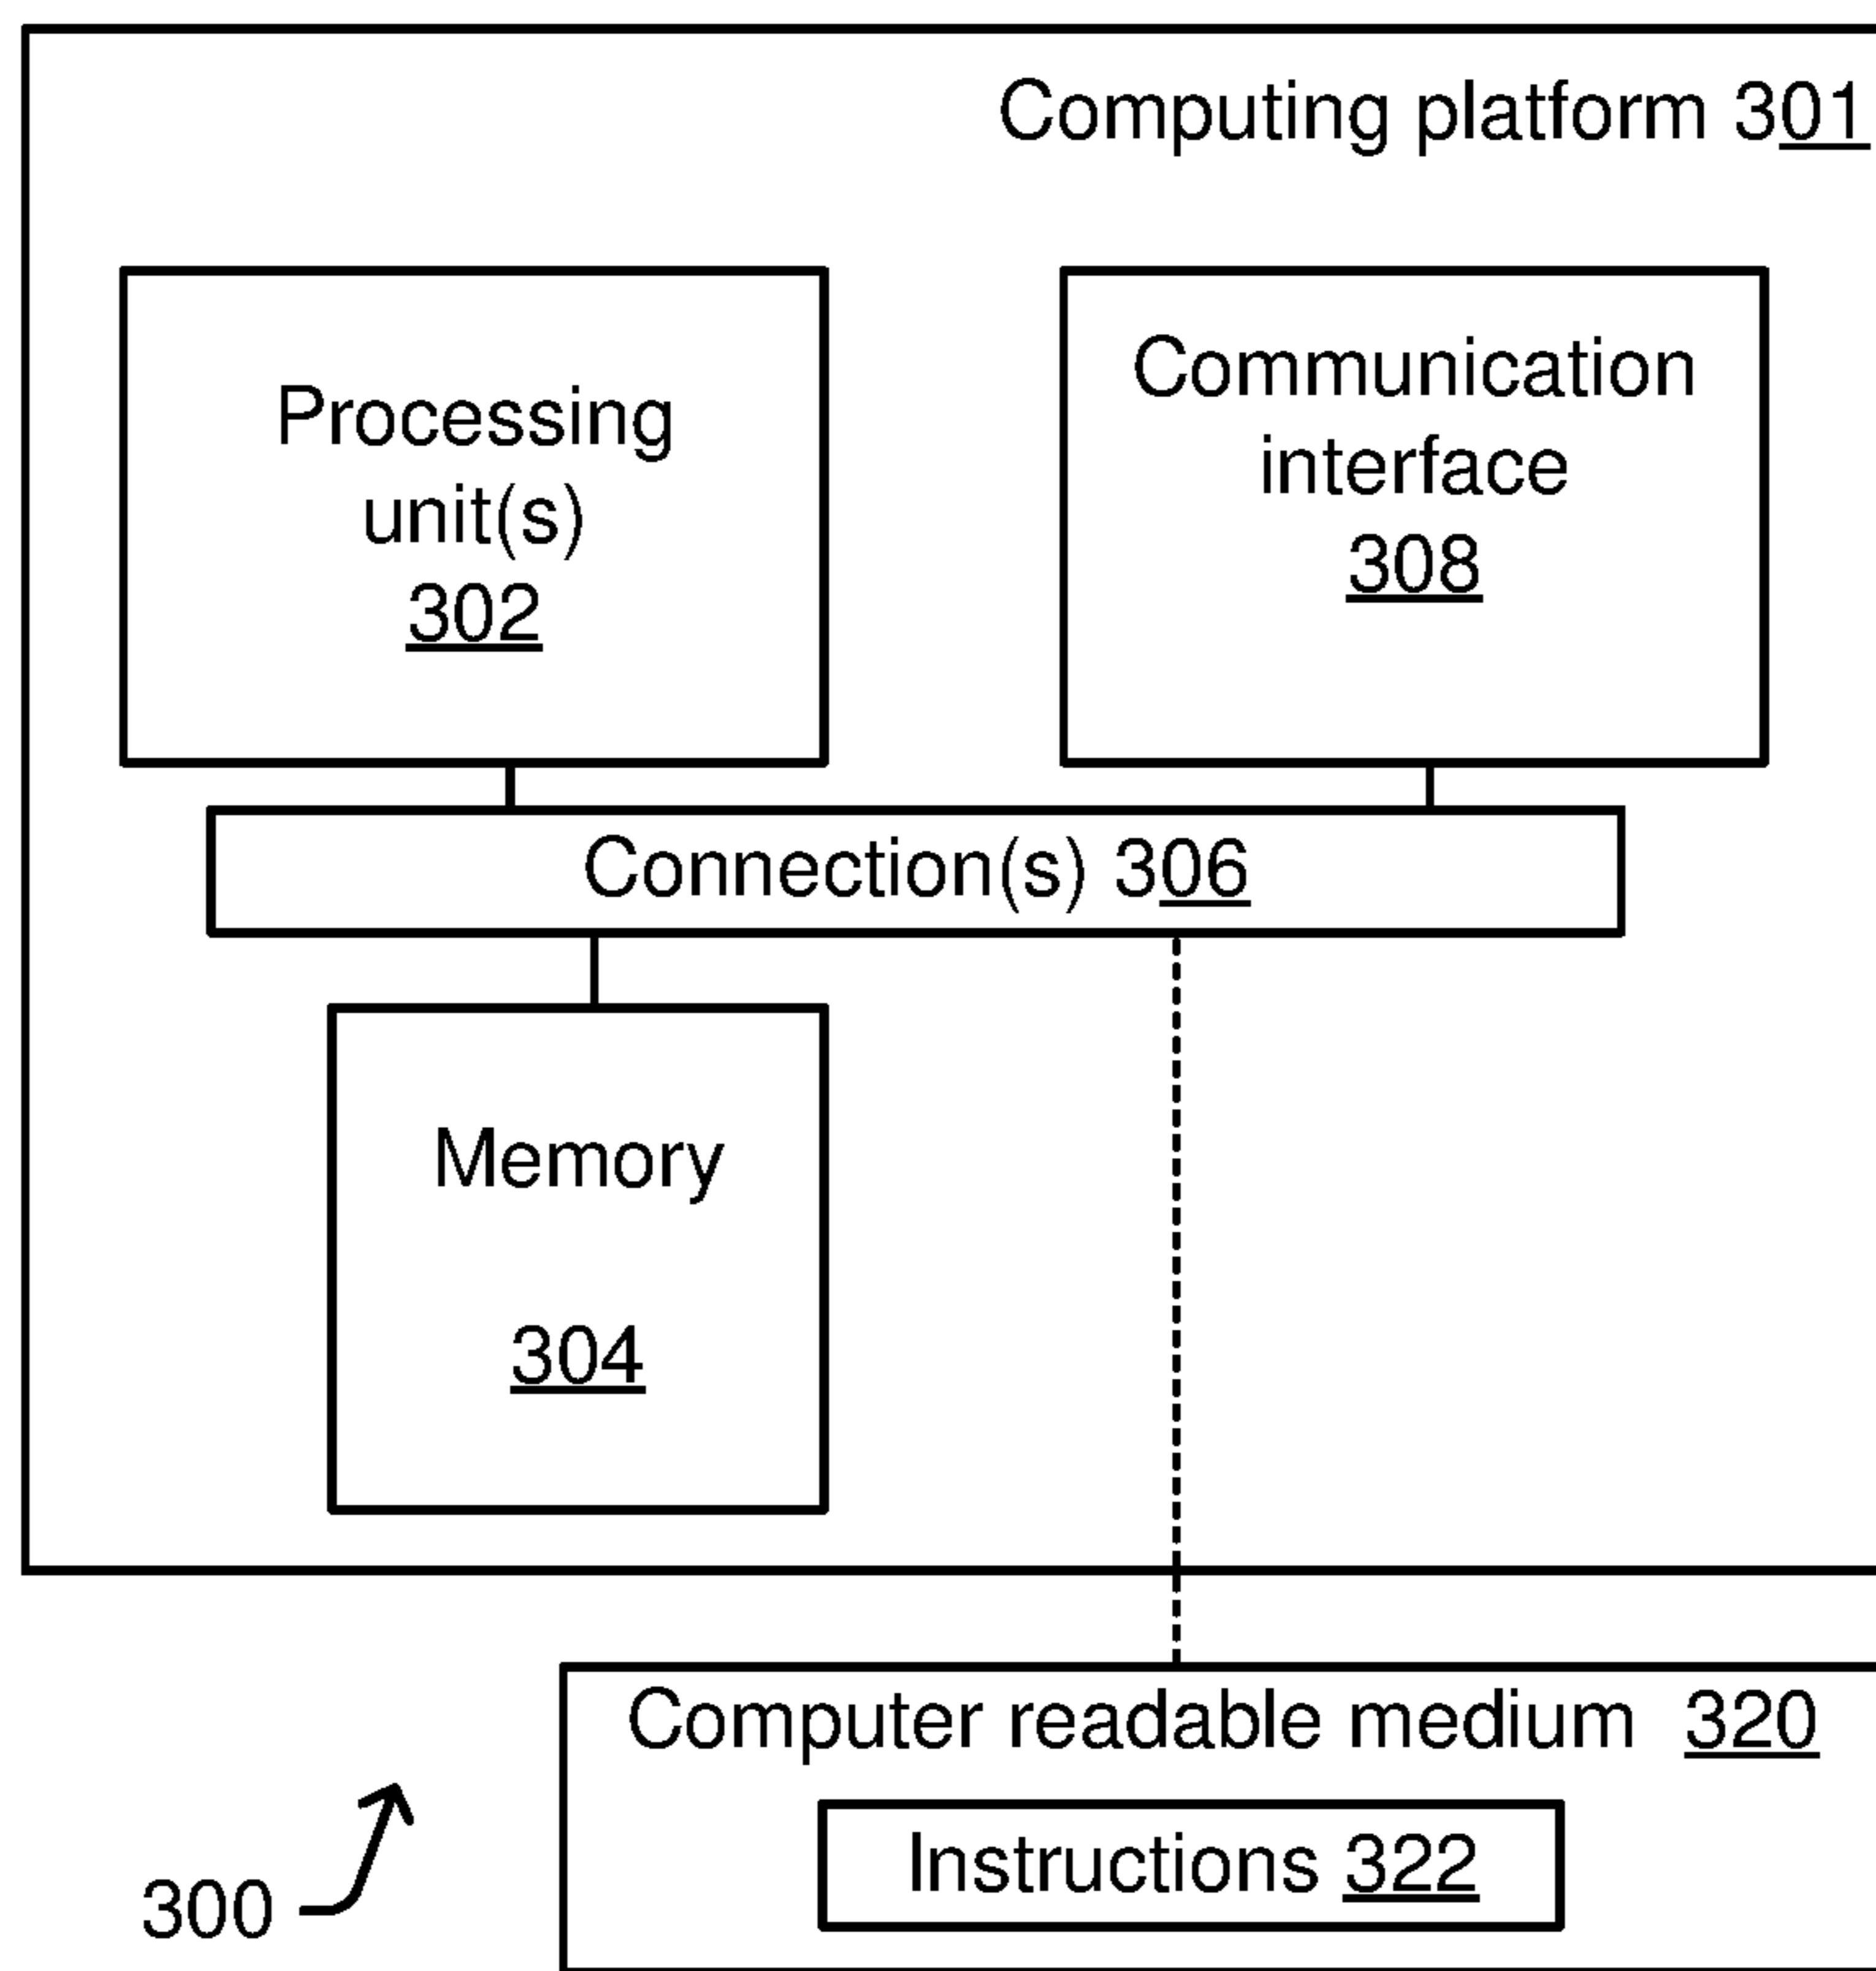 Computing platform 301
Processing
unit(s)
302
Communication
interface
308
Connection(s) 306
Memory
304
Computer readable medium 320
Instructions 322
300